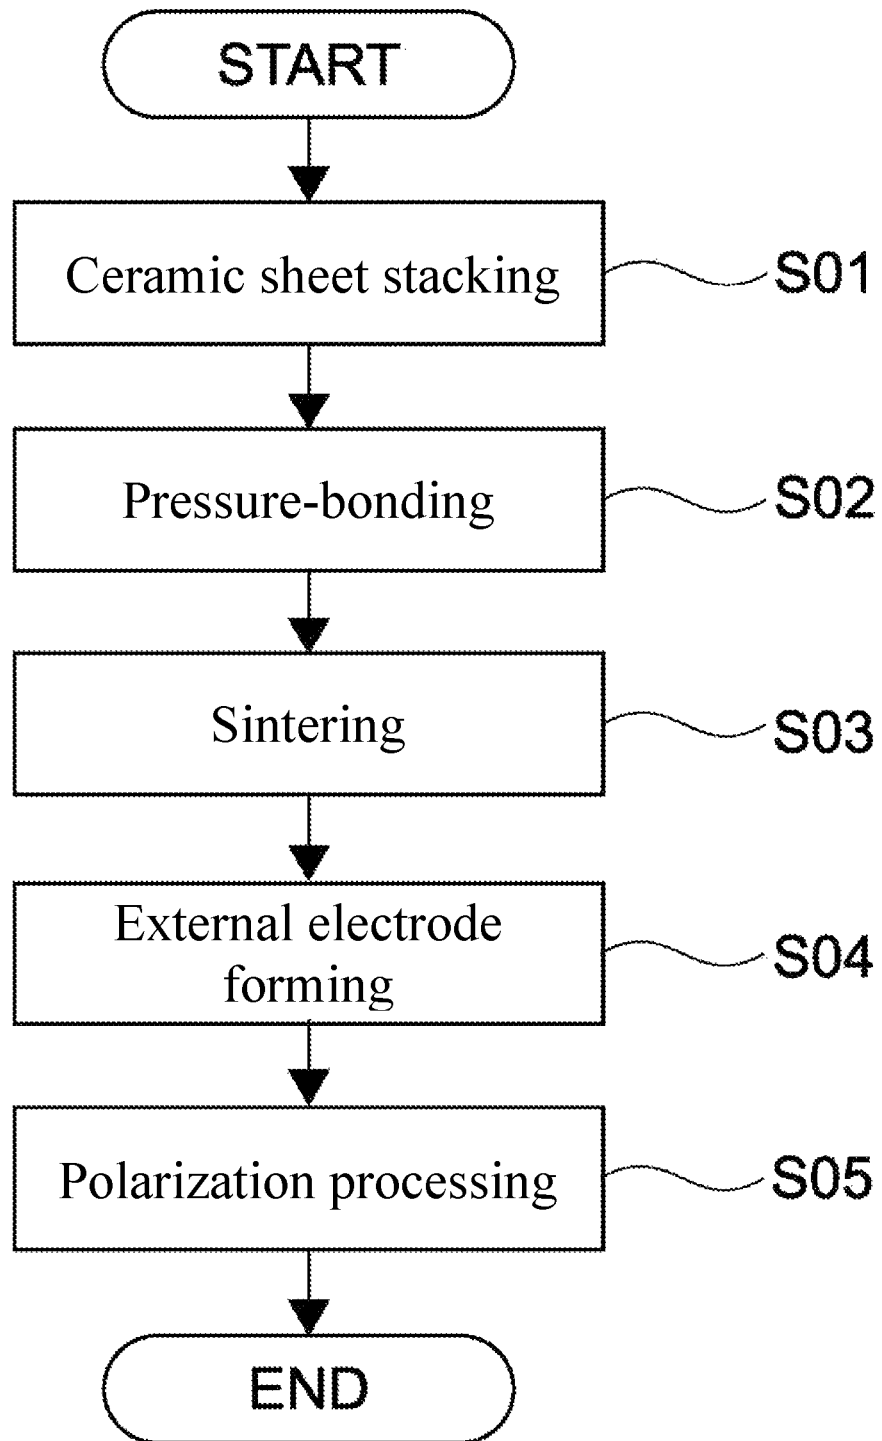 START
Ceramic sheet stacking
S01
Pressure-bonding
S02
Sintering
S03
External electrode
forming
S04
Polarization processing
S05
END